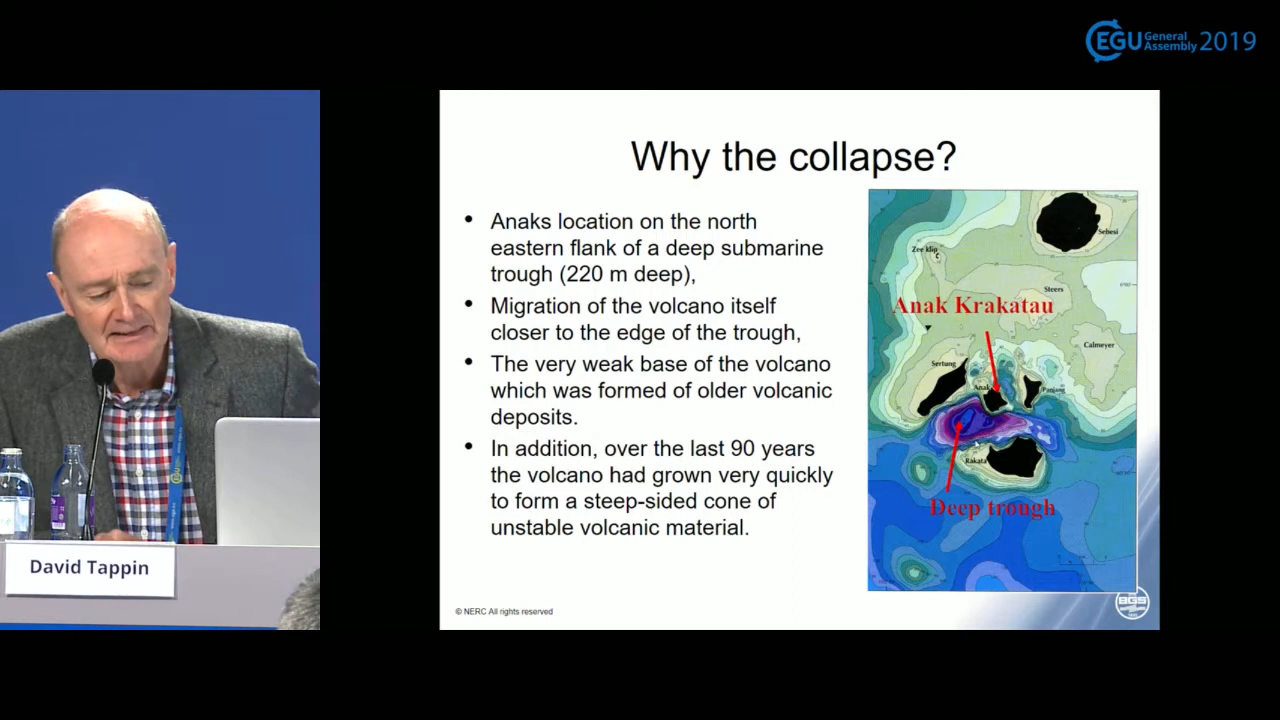 EGU General Assembly 2019
Why the collapse?
• Anaks location on the north
eastern flank of a deep submarine
trough (220 m deep),
• Migration of the volcano itself
closer to the edge of the trough,
• The very weak base of the volcano
which was formed of older volcanic
deposits.
• In addition, over the last 90 years
the volcano had grown very quickly
to form a steep-sided cone of
unstable volcanic material.
Sebesi
Zee klip
Steers
Anak Krakatau
Calmeyer
Sertung
Anak
Panjang
Rakata
Deep trough
David Tappin
© NERC All rights reserved
BGS